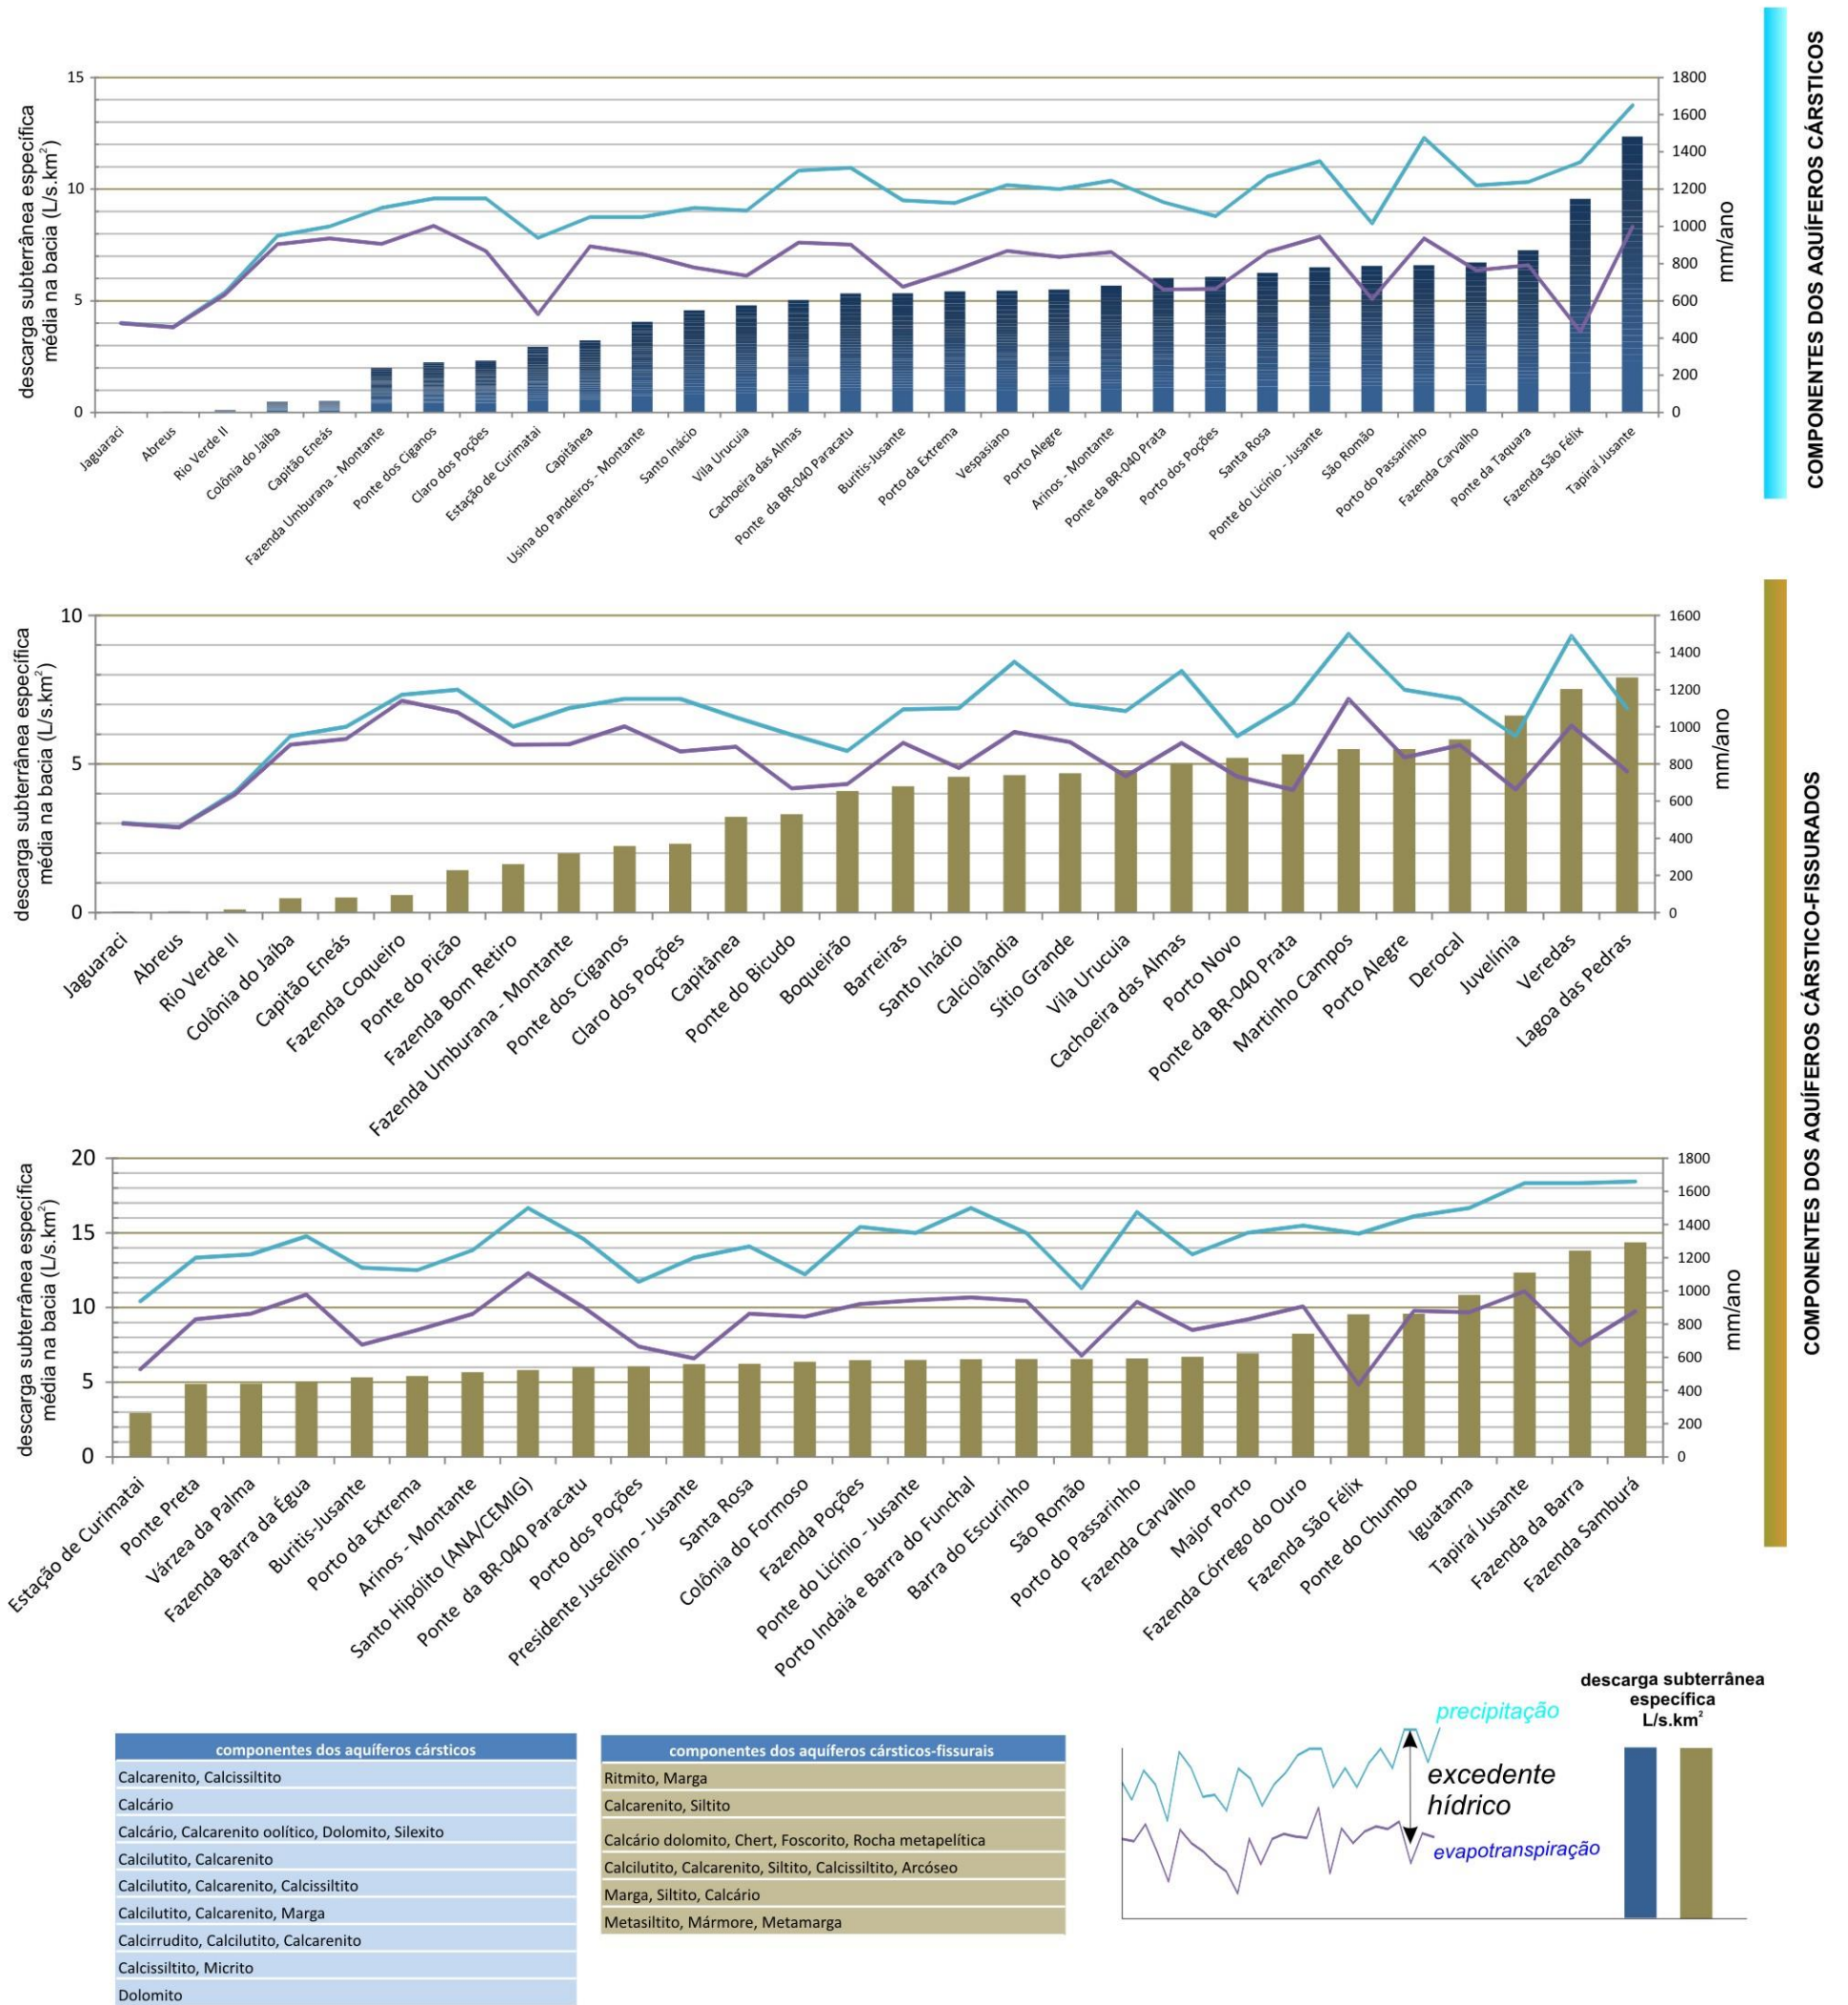 descarga subterrânea específica
média na bacia (L/s.km²)
15
10
5
0
1800
1600
1400
1200
1000
800
600
400
200
0
mm/ano
Jaguaraci
Abreus
Rio Verde II
Colônia do Jaíba
Capitão Eneás
Fazenda Umburana - Montante
Ponte dos Ciganos
Claro dos Poções
Estação de Curimatai
Capitânea
Usina do Pandeiros - Montante
Santo Inácio
Vila Urucuia
Cachoeira das Almas
Ponte da BR-040 Paracatu
Buritis-Jusante
Porto da Extrema
Vespasiano
Porto Alegre
Arinos - Montante
Ponte da BR-040 Prata
Porto dos Poções
Santa Rosa
Ponte do Licínio - Jusante
São Romão
Porto do Passarinho
Fazenda Carvalho
Ponte da Taquara
Fazenda São Félix
Tapiraí Jusante
COMPONENTES DOS AQUÍFEROS CÁRSTICOS
descarga subterrânea específica
média na bacia (L/s.km²)
10
5
0
1600
1400
1200
1000
800
600
400
200
0
mm/ano
Jaguaraci
Abreus
Rio Verde II
Colônia do Jaíba
Capitão Eneás
Fazenda Coqueiro
Ponte do Picão
Fazenda Bom Retiro
Fazenda Umburana - Montante
Ponte dos Ciganos
Claro dos Poções
Capitânea
Ponte do Bicudo
Boqueirão
Barreiras
Santo Inácio
Calciolândia
Sítio Grande
Vila Urucuia
Cachoeira das Almas
Porto Novo
Ponte da BR-040 Prata
Martinho Campos
Porto Alegre
Derocal
Juvelínia
Veredas
Lagoa das Pedras
COMPONENTES DOS AQUÍFEROS CÁRSTICO-FISSURADOS
descarga subterrânea específica
média na bacia (L/s.km²)
20
15
10
5
0
1800
1600
1400
1200
1000
800
600
400
200
0
mm/ano
Estação de Curimatai
Ponte Preta
Várzea da Palma
Fazenda Barra da Égua
Buritis-Jusante
Porto da Extrema
Arinos - Montante
Santo Hipólito (ANA/CEMIG)
Ponte da BR-040 Paracatu
Porto dos Poções
Presidente Juscelino - Jusante
Santa Rosa
Colônia do Formoso
Fazenda Poções
Ponte do Licínio - Jusante
Porto Indaiá e Barra do Funchal
Barra do Escurinho
São Romão
Porto do Passarinho
Fazenda Carvalho
Major Porto
Fazenda Córrego do Ouro
Fazenda São Félix
Ponte do Chumbo
Iguatama
Tapiraí Jusante
Fazenda da Barra
Fazenda Samburá
componentes dos aquíferos cársticos
Calcarenito, Calcissiltito
Calcário
Calcário, Calcarenito oolítico, Dolomito, Silexito
Calcilutito, Calcarenito
Calcilutito, Calcarenito, Calcissiltito
Calcilutito, Calcarenito, Marga
Calcirrudito, Calcilutito, Calcarenito
Calcissiltito, Micrito
Dolomito
componentes dos aquíferos cársticos-fissurais
Ritmito, Marga
Calcarenito, Siltito
Calcário dolomito, Chert, Foscorito, Rocha metapelítica
Calcilutito, Calcarenito, Siltito, Calcissiltito, Arcóseo
Marga, Siltito, Calcário
Metasiltito, Mármore, Metamarga
precipitação
excedente
hídrico
evapotranspiração
descarga subterrânea
específica
L/s.km²